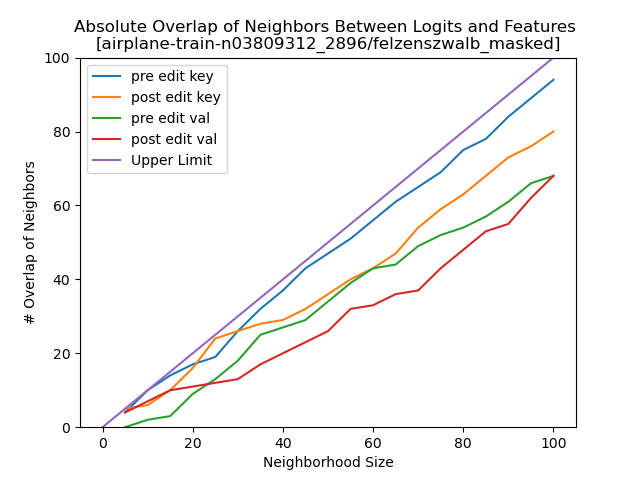 Absolute Overlap of Neighbors Between Logits and Features
[airplane-train-n03809312_2896/felzenszwalb_masked]
pre edit key
post edit key
pre edit val
post edit val
Upper Limit
# Overlap of Neighbors
100
80
60
40
20
0
0 20 40 60 80 100
Neighborhood Size